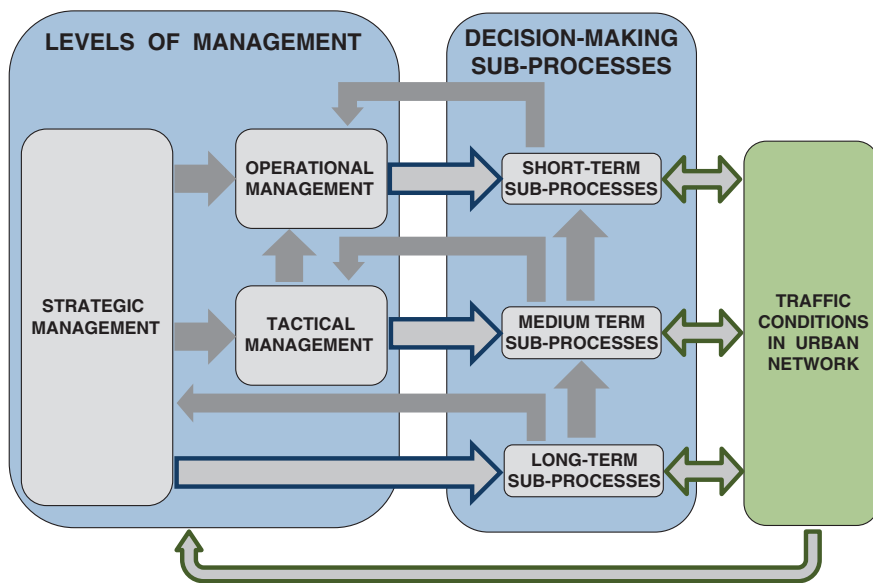 LEVELS OF MANAGEMENT
DECISION-MAKING
SUB-PROCESSES
OPERATIONAL
MANAGEMENT
SHORT-TERM
SUB-PROCESSES
STRATEGIC
MANAGEMENT
TACTICAL
MANAGEMENT
MEDIUM TERM
SUB-PROCESSES
TRAFFIC
CONDITIONS
IN URBAN
NETWORK
LONG-TERM
SUB-PROCESSES